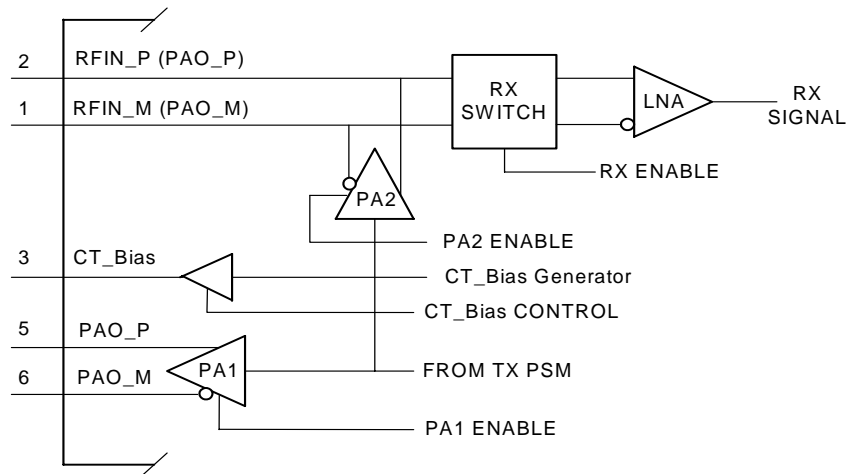 2 RFIN_P (PAO_P)
1 RFIN_M (PAO_M)
RX
SWITCH
LNA
RX
SIGNAL
RX ENABLE
PA2
PA2 ENABLE
3 CT_Bias
CT_Bias Generator
CT_Bias CONTROL
5 PAO_P
6 PAO_M
PA1
FROM TX PSM
PA1 ENABLE